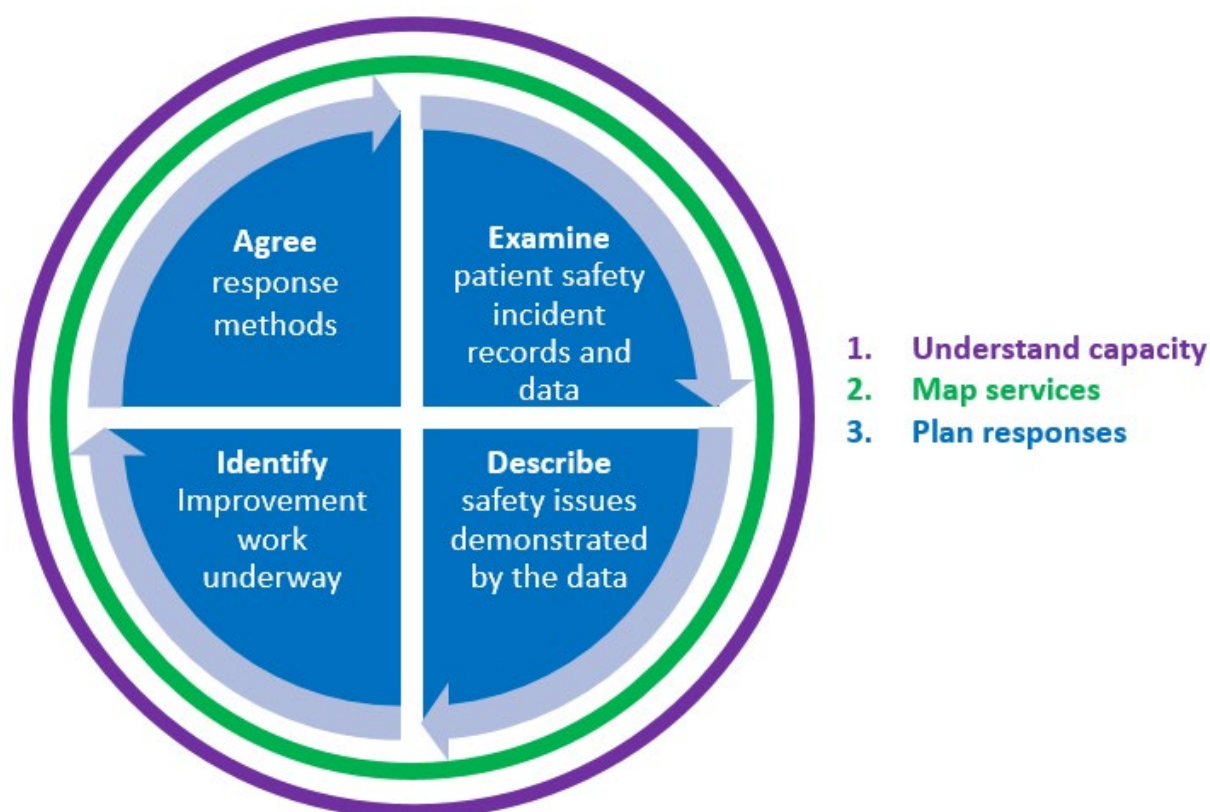 Agree
response
methods
Examine
patient safety
incident
records and
data
Identify
Improvement
work
underway
Describe
safety issues
demonstrated
by the data
1. Understand capacity
2. Map services
3. Plan responses